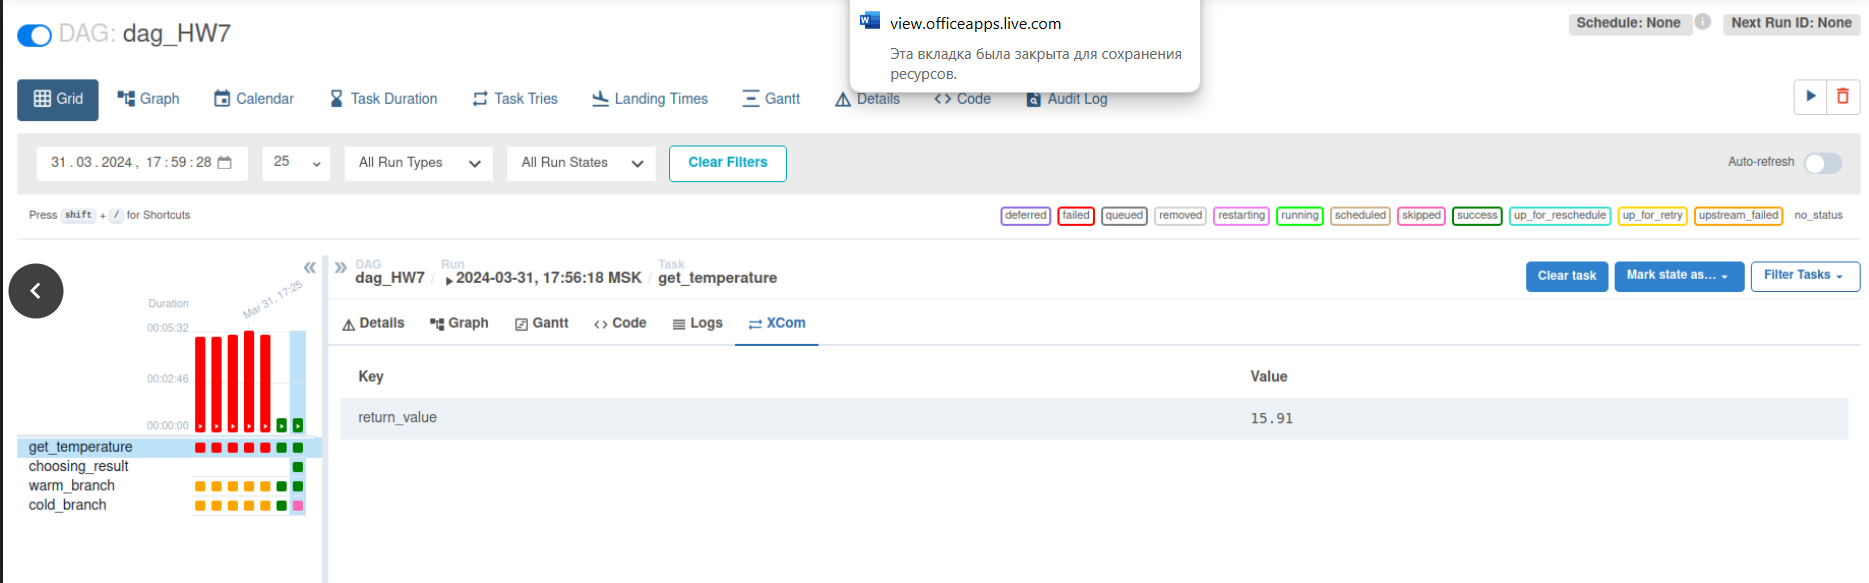 view.officeapps.live.com
Эта вкладка была закрыта для сохранения
ресурсов.
DAG: dag_HW7
Schedule: None
Next Run ID: None
Grid
Graph
Calendar
Task Duration
Task Tries
Landing Times
Gantt
Details
Code
Audit Log
31.03.2024, 17:59:28
25
All Run Types
All Run States
Clear Filters
Auto-refresh
Press shift + / for Shortcuts
deferred
failed
queued
removed
restarting
running
scheduled
skipped
success
up_for_reschedule
up_for_retry
upstream_failed
no_status
Duration
Mar 31, 17:25
00:05:32
00:02:46
00:00:00
get_temperature
choosing_result
warm_branch
cold_branch
DAG
dag_HW7 /
Run
2024-03-31, 17:56:18 MSK /
Task
get_temperature
Clear task
Mark state as...
Filter Tasks
Details
Graph
Gantt
Code
Logs
XCom
Key
Value
return_value
15.91